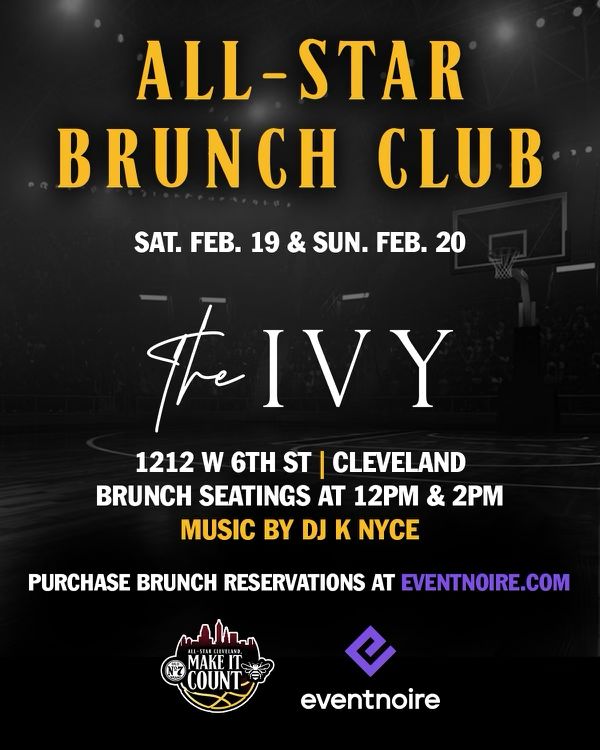 ALL-STAR
BRUNCH CLUB
SAT. FEB. 19 & SUN. FEB. 20
The IVY
1212 W 6TH ST | CLEVELAND
BRUNCH SEATINGS AT 12PM & 2PM
MUSIC BY DJ K NYCE
PURCHASE BRUNCH RESERVATIONS AT EVENTNOIRE.COM
ALL-STAR CLEVELAND,
MAKE IT
COUNT
Nº7
eventnoire